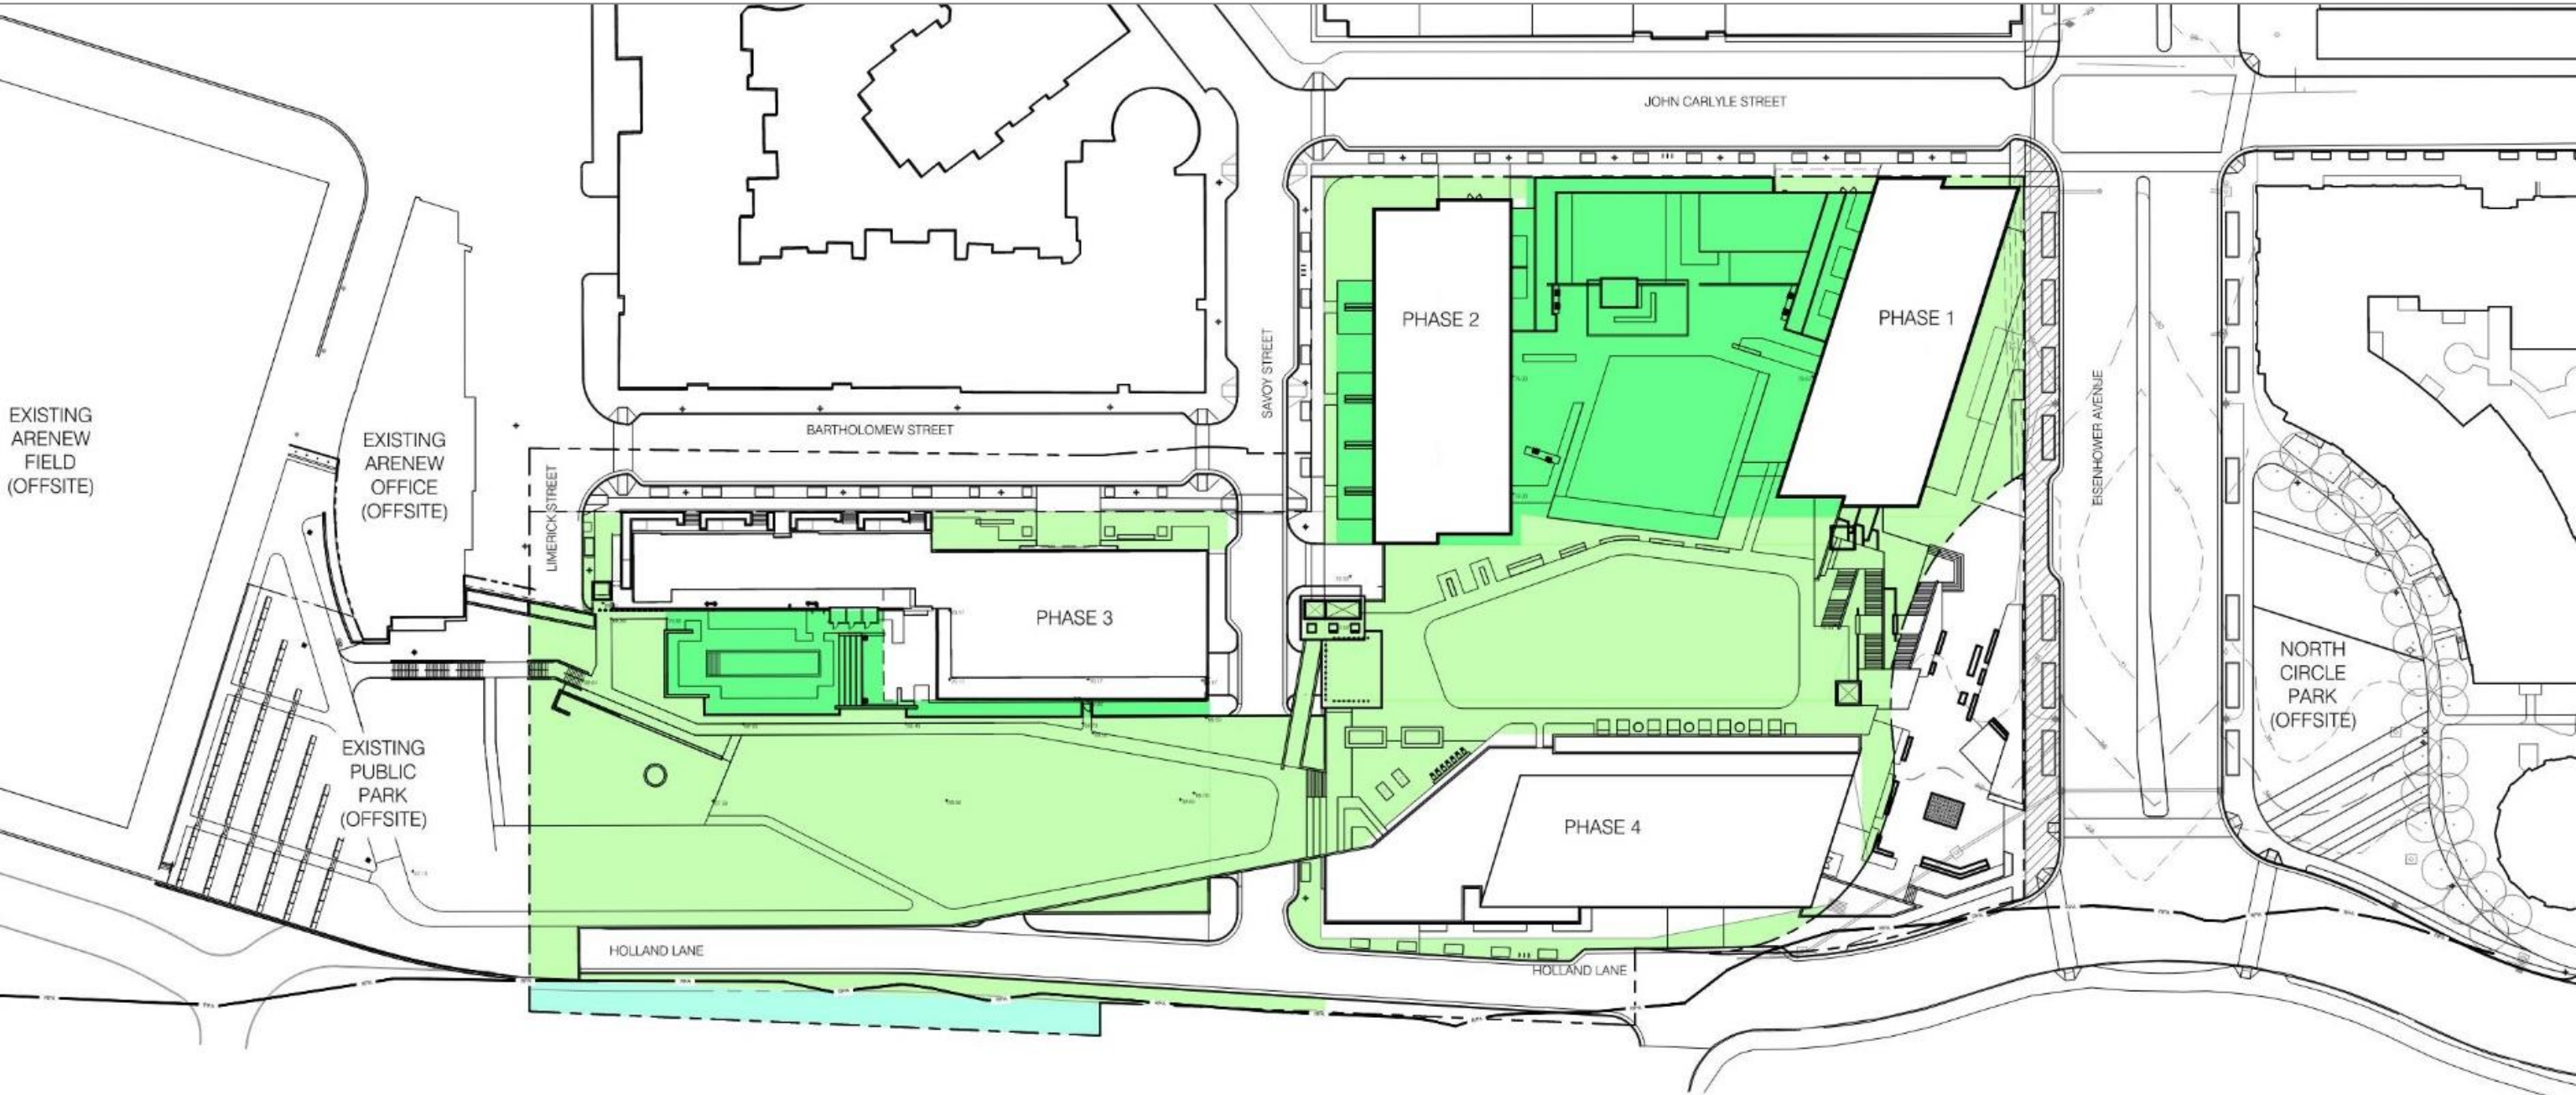 JOHN CARLYLE STREET
PHASE 2
PHASE 1
SAVOY STREET
EISENHOWER AVENUE
EXISTING
ARENEW
FIELD
(OFFSITE)
EXISTING
ARENEW
OFFICE
(OFFSITE)
BARTHOLOMEW STREET
LIMERICK STREET
PHASE 3
NORTH
CIRCLE
PARK
(OFFSITE)
EXISTING
PUBLIC
PARK
(OFFSITE)
PHASE 4
HOLLAND LANE
HOLLAND LANE